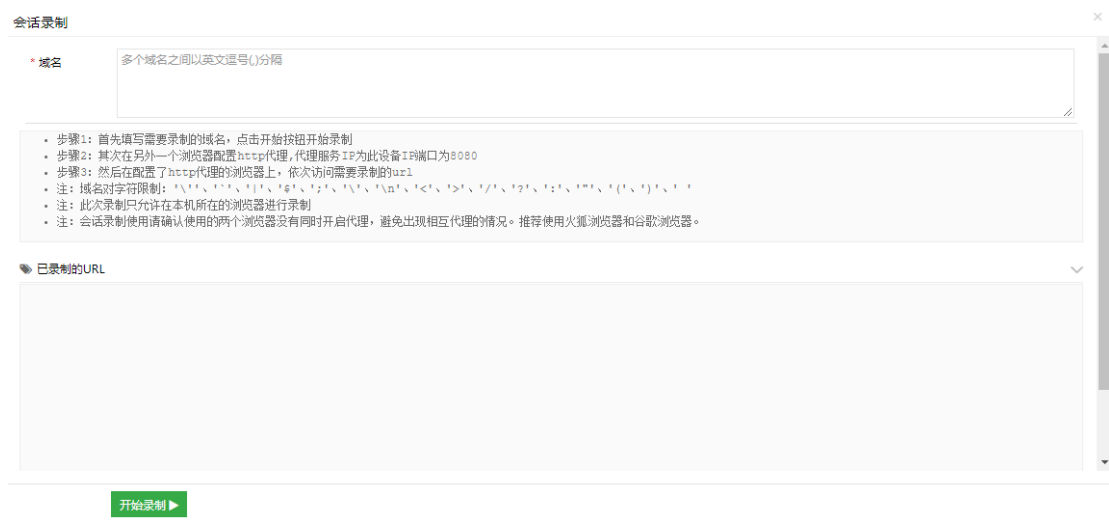 会话录制
×
* 域名
多个域名之间以英文逗号(,)分隔
• 步骤1: 首先填写需要录制的域名，点击开始按钮开始录制
• 步骤2: 其次在另外一个浏览器配置http代理,代理服务IP为此设备IP端口为8080
• 步骤3: 然后在配置了http代理的浏览器上，依次访问需要录制的url
• 注: 域名对字符限制: '\''、'`'、'|'、'$'、';'、'\'、'\n'、'<'、'>'、'/'、'?'、':'、'"'、'('、')'、' '
• 注: 此次录制只允许在本机所在的浏览器进行录制
• 注: 会话录制使用请确认使用的两个浏览器没有同时开启代理，避免出现相互代理的情况。推荐使用火狐浏览器和谷歌浏览器。
已录制的URL
开始录制